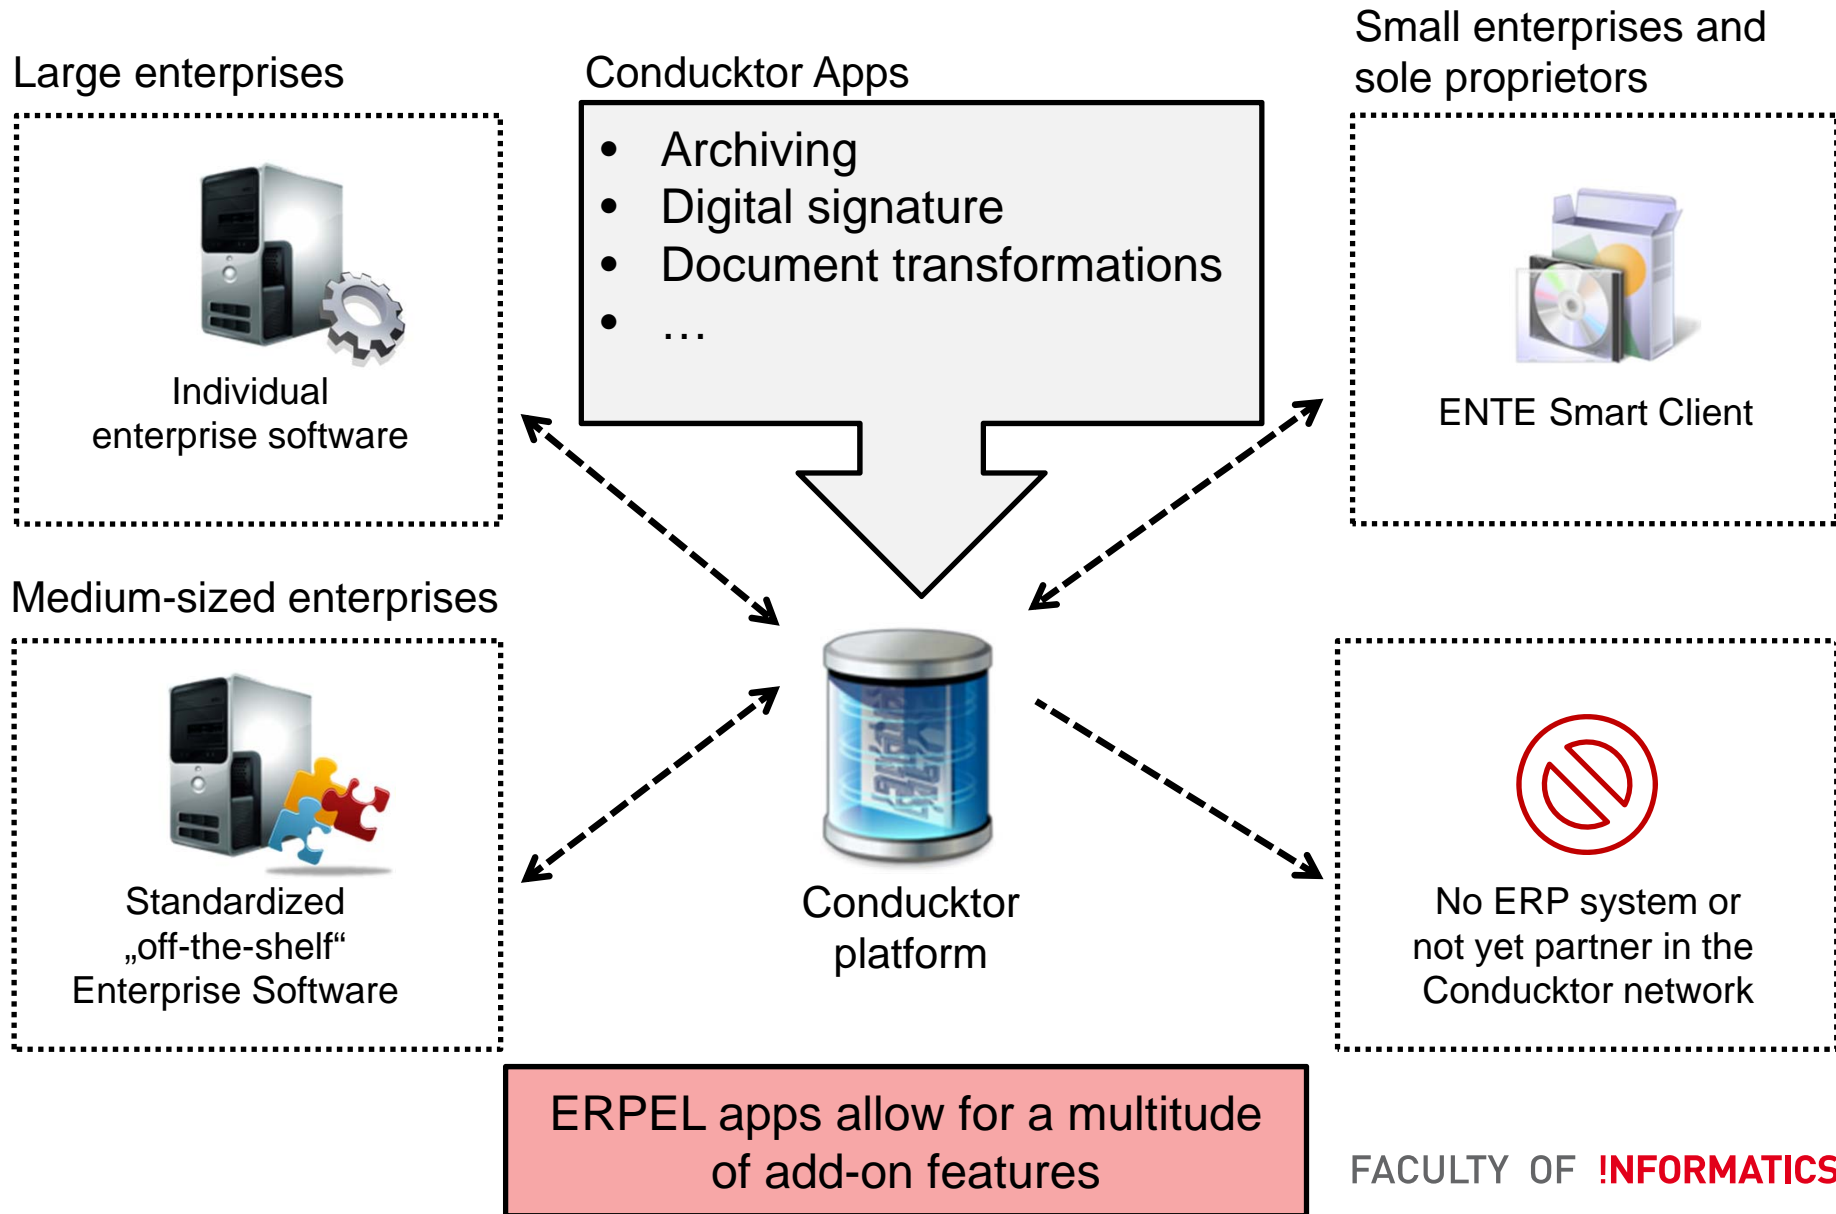 Large enterprises
Individual
enterprise software
Conducktor Apps
• Archiving
• Digital signature
• Document transformations
• …
Small enterprises and
sole proprietors
ENTE Smart Client
Medium-sized enterprises
Standardized
„off-the-shelf“
Enterprise Software
Conducktor
platform
No ERP system or
not yet partner in the
Conducktor network
ERPEL apps allow for a multitude
of add-on features
FACULTY OF !NFORMATICS